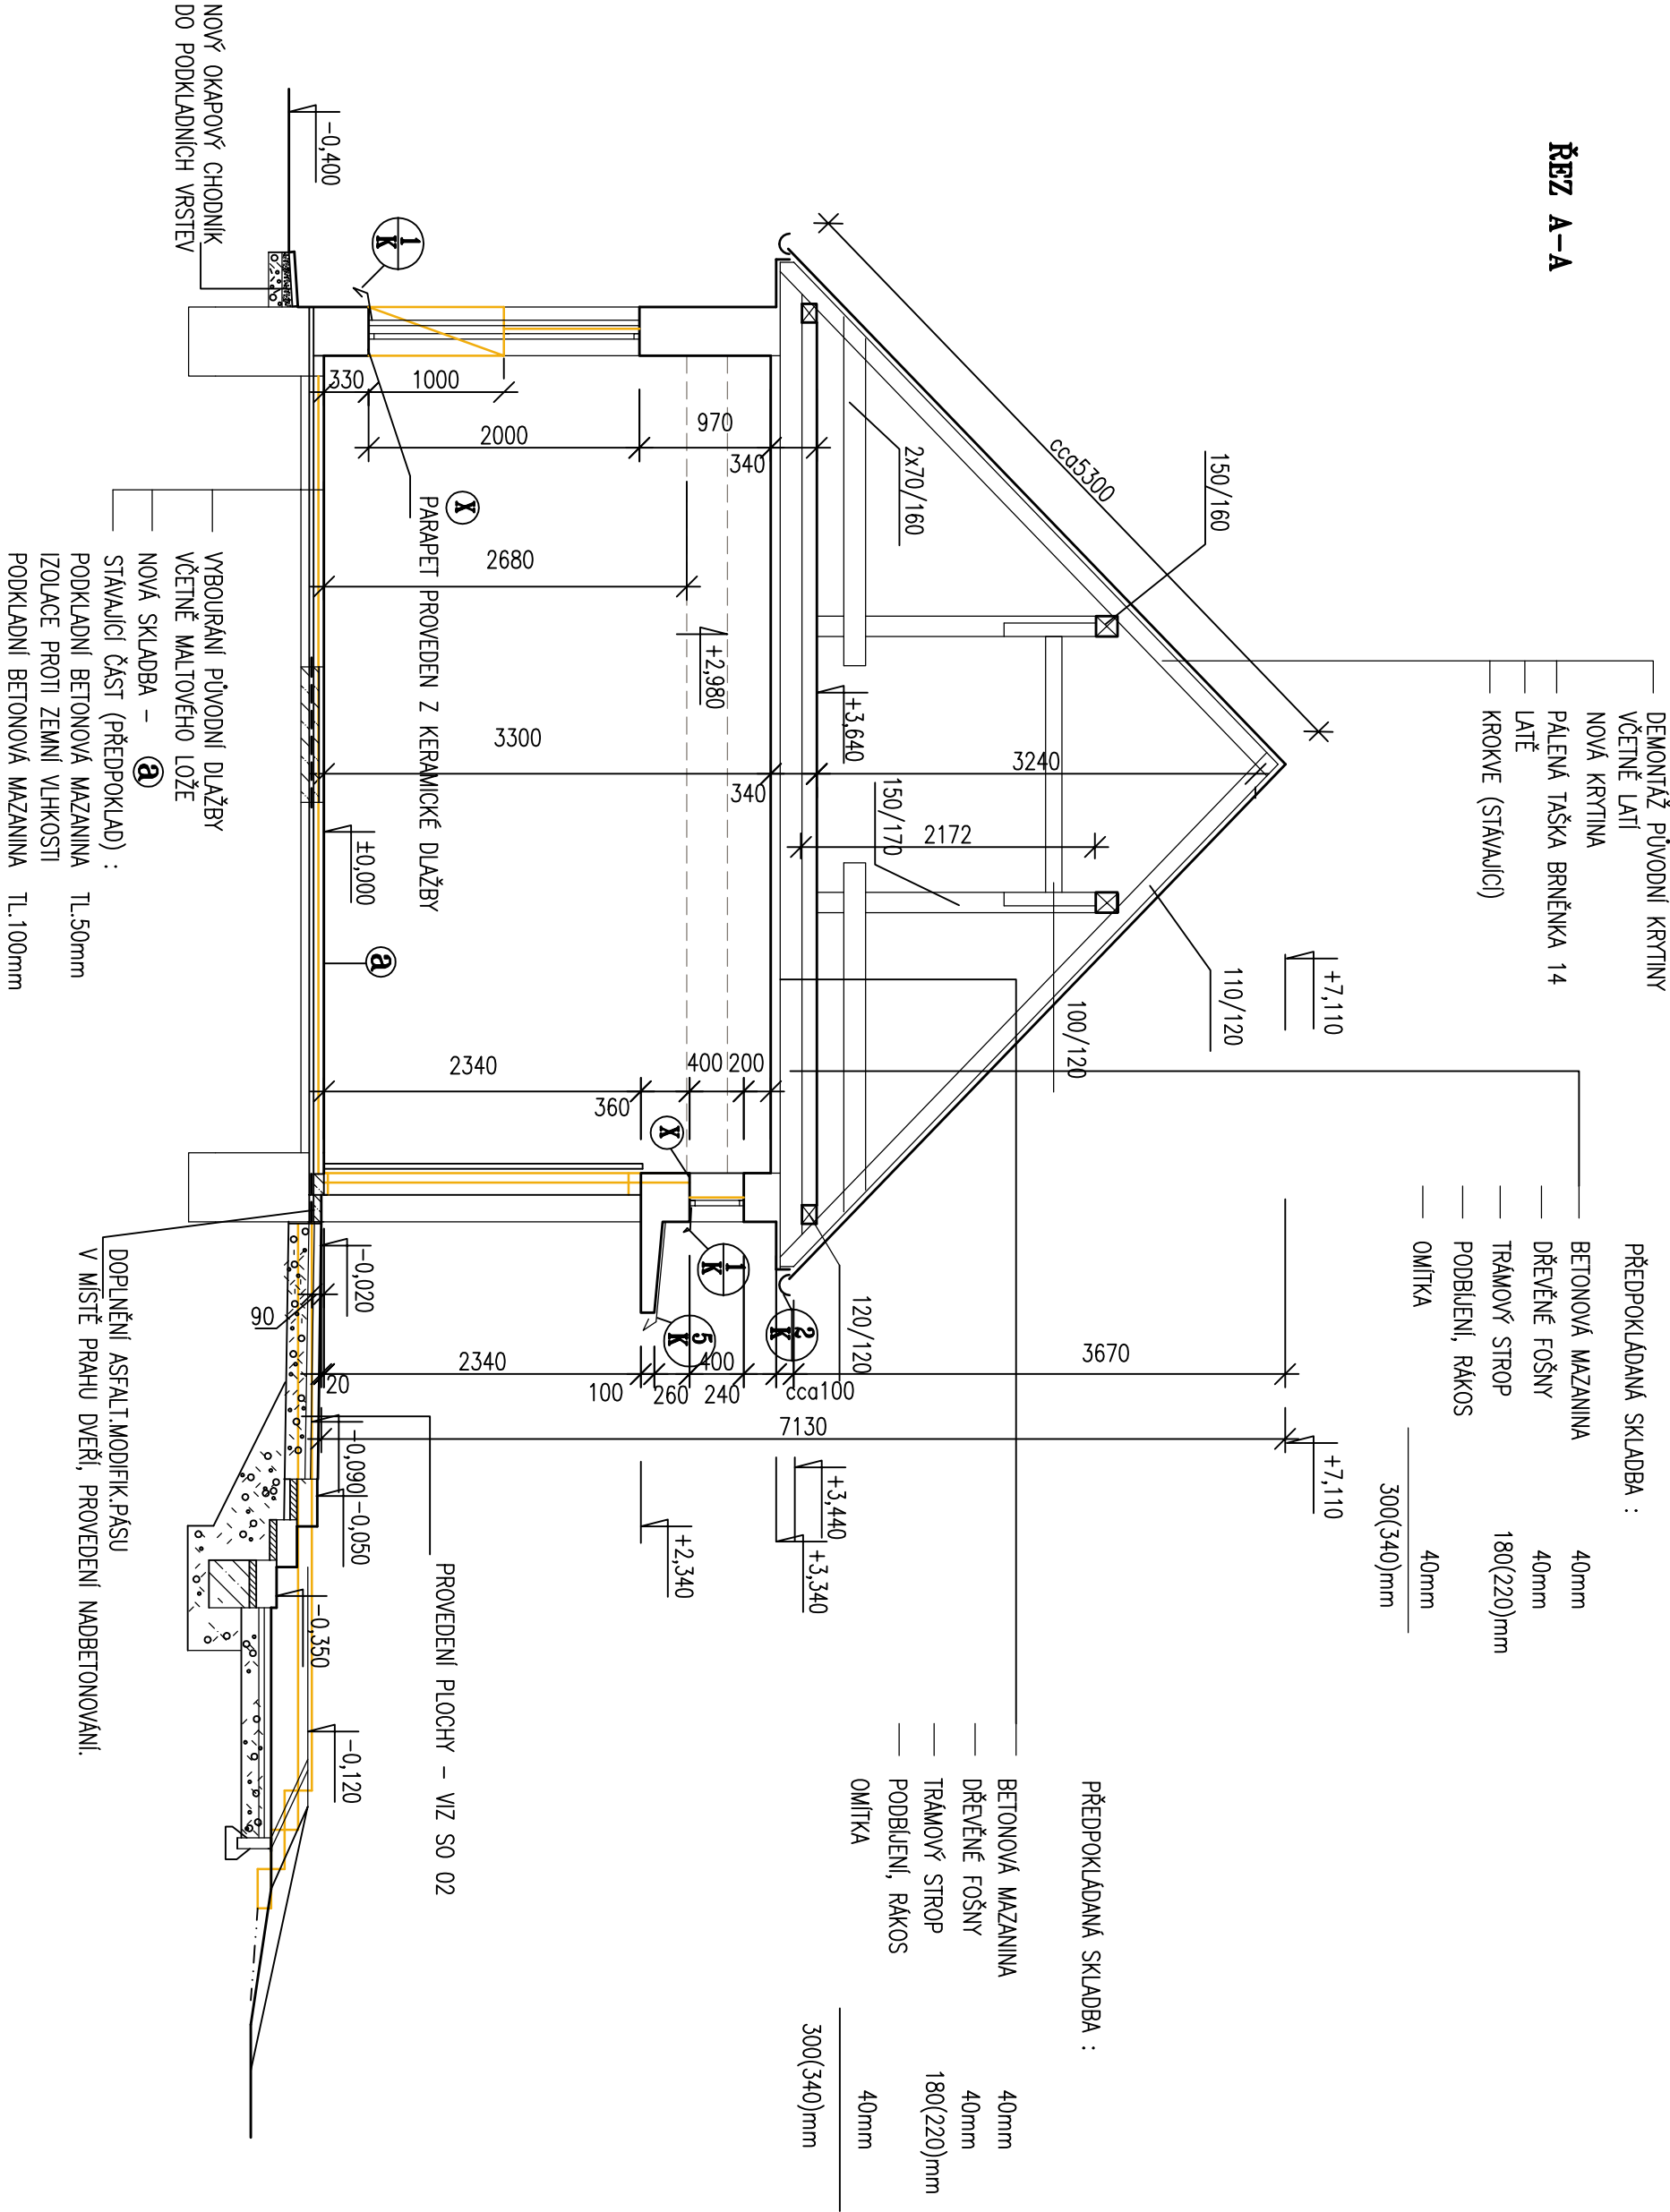 ŘEZ A-A
DEMONTÁŽ PŮVODNÍ KRYTINY
VČETNĚ LATÍ
NOVÁ KRYTINA
PÁLENÁ TAŠKA BRNĚNKA 14
LATĚ
KROKVE (STÁVAJÍCÍ)
PŘEDPOKLÁDANÁ SKLADBA :
BETONOVÁ MAZANINA 40mm
DŘEVĚNÉ FOŠNY 40mm
TRÁMOVÝ STROP 180(220)mm
PODBÍJENÍ, RÁKOS
OMÍTKA 40mm
300(340)mm
PŘEDPOKLÁDANÁ SKLADBA :
BETONOVÁ MAZANINA 40mm
DŘEVĚNÉ FOŠNY 40mm
TRÁMOVÝ STROP 180(220)mm
PODBÍJENÍ, RÁKOS
OMÍTKA 40mm
300(340)mm
+7,110
+7,110
cca5300
150/160
110/120
100/120
2x70/160
3240
+3,640
2172
150/170
120/120
3670
2
K
cca100
+3,440
+3,340
7130
970
340
340
+2,980
200
400
360
X
1
K
5
K
400
240
260
100
+2,340
2000
1000
330
2680
3300
2340
2340
1
K
X
PARAPET PROVEDEN Z KERAMICKÉ DLAŽBY
±0,000
a
-0,400
-0,020
90
20
-0,090
-0,050
-0,350
-0,120
PROVEDENÍ PLOCHY - VIZ SO 02
NOVÝ OKAPOVÝ CHODNÍK
DO PODKLADNÍCH VRSTEV
VYBOURÁNÍ PŮVODNÍ DLAŽBY
VČETNĚ MALTOVÉHO LOŽE
NOVÁ SKLADBA - a
STÁVAJÍCÍ ČÁST (PŘEDPOKLAD) :
PODKLADNÍ BETONOVÁ MAZANINA TL.50mm
IZOLACE PROTI ZEMNÍ VLHKOSTI
PODKLADNÍ BETONOVÁ MAZANINA TL.100mm
DOPLNĚNÍ ASFALT.MODIFIK.PÁSU
V MÍSTĚ PRAHU DVEŘÍ, PROVEDENÍ NADBETONOVÁNÍ.